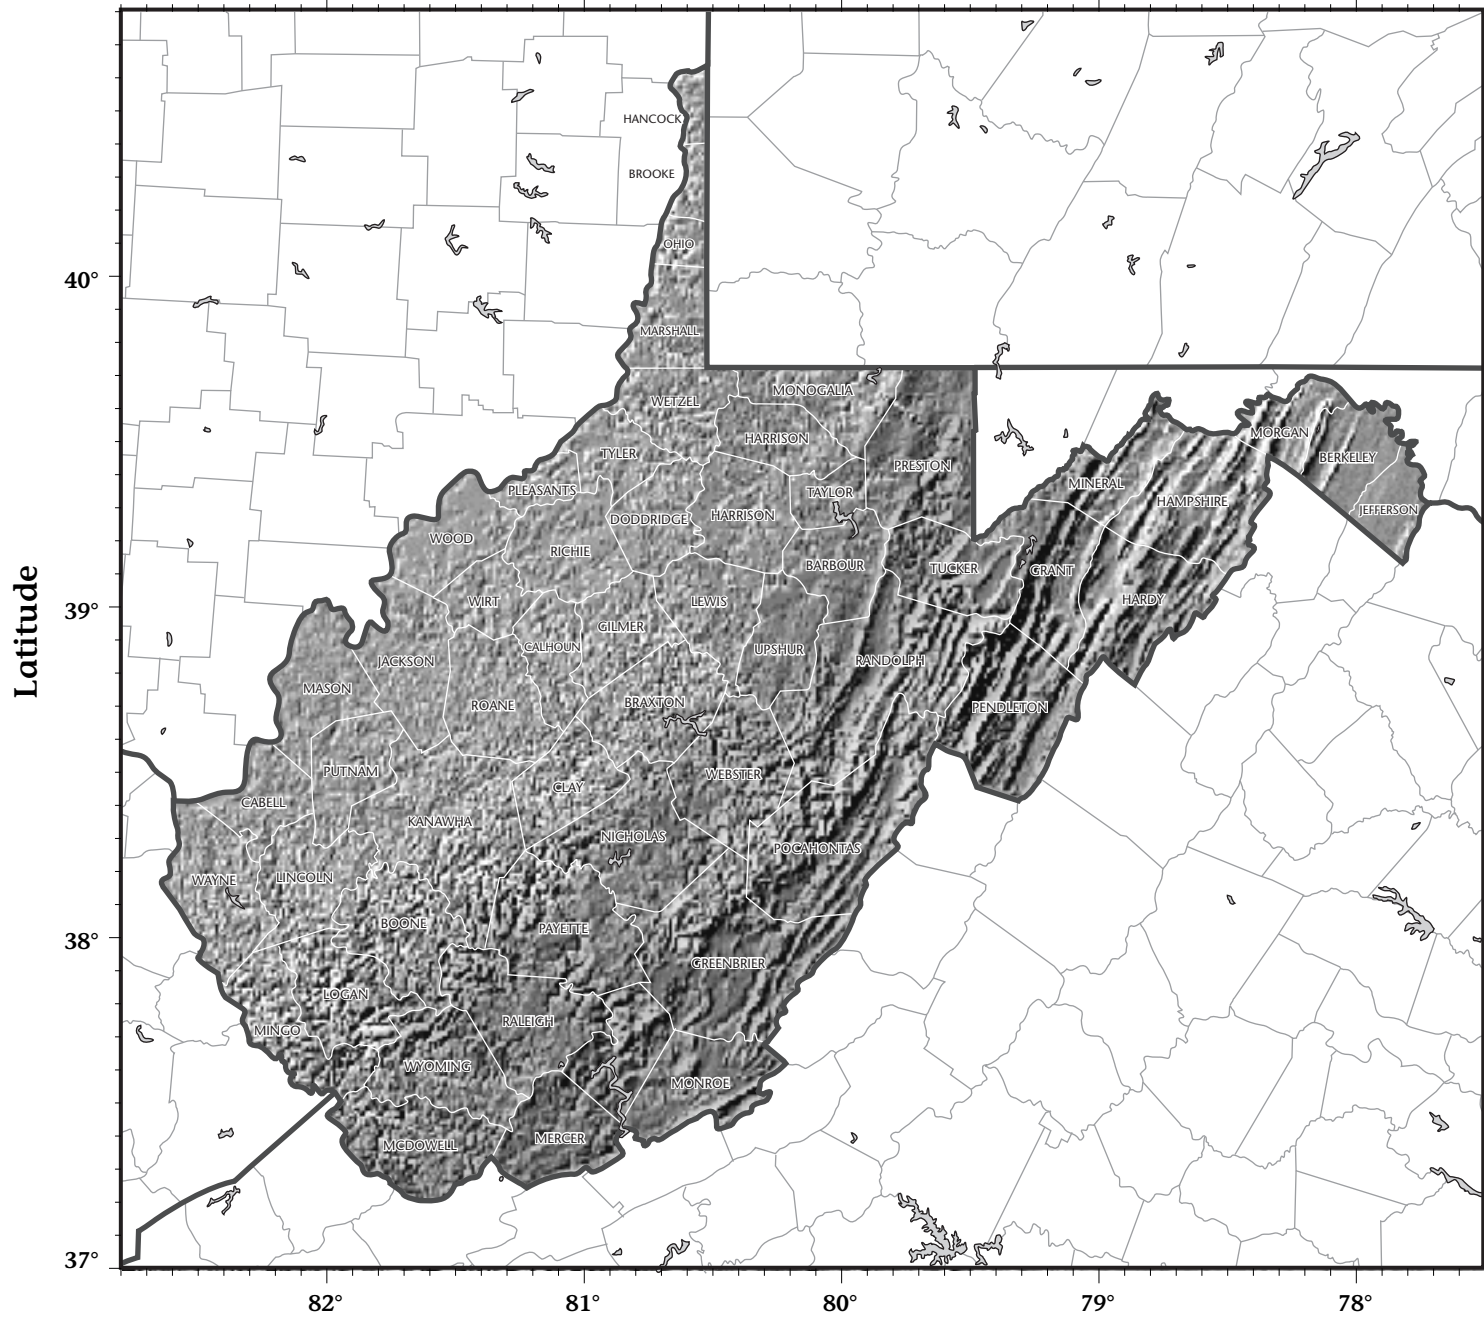 HANCOCK
BROOKE
OHIO
40°
MARSHALL
MONOGALIA
WETZEL
MORGAN
HARRISON
TYLER
BERKELEY
PRESTON
MINERAL
PLEASANTS
TAYLOR
HAMPSHIRE
JEFFERSON
HARRISON
DODDRIDGE
WOOD
RICHIE
BARBOUR
TUCKER
GRANT
WIRT
LEWIS
HARDY
39°
GILMER
CALHOUN
UPSHUR
Latitude
JACKSON
RANDOLPH
MASON
BRAXTON
ROANE
PENDLETON
PUTNAM
WEBSTER
CLAY
CABELL
KANAWHA
NICHOLAS
POCAHONTAS
LINCOLN
WAYNE
BOONE
PAYETTE
38°
GREENBRIER
LOGAN
RALEIGH
MINGO
WYOMING
MONROE
MERCER
MCDOWELL
37°
82° 81° 80° 79° 78°